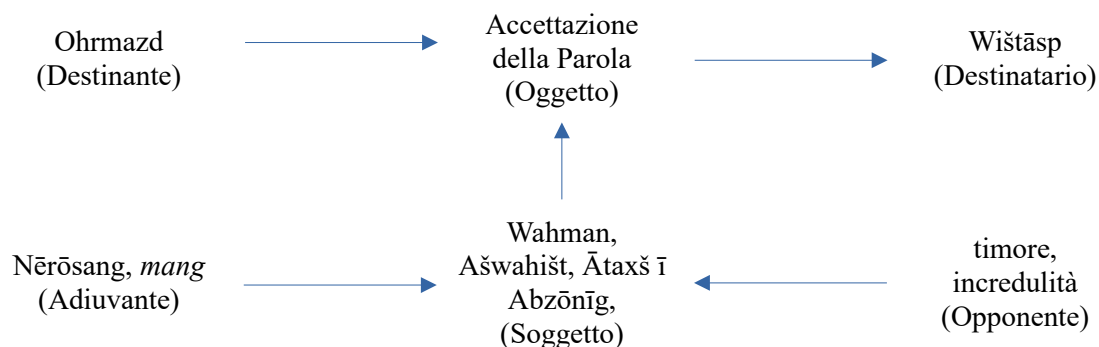 Ohrmazd
(Destinante)
Accettazione
della Parola
(Oggetto)
Wištāsp
(Destinatario)
Nērōsang, mang
(Adiuvante)
Wahman,
Ašwahišt, Ātaxš ī
Abzōnīg,
(Soggetto)
timore,
incredulità
(Opponente)